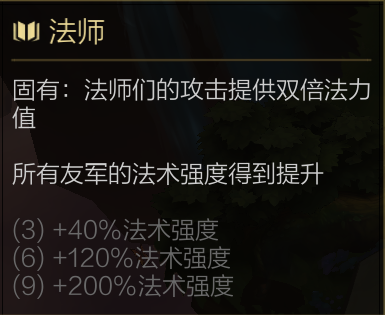 法师
固有：法师们的攻击提供双倍法力
值
所有友军的法术强度得到提升
(3) +40%法术强度
(6) +120%法术强度
(9) +200%法术强度